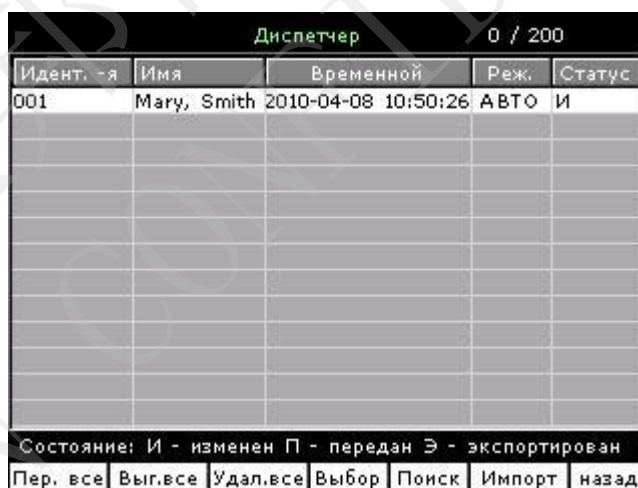 Диспетчер 0 / 200
Идент. -я Имя Временной Реж. Статус
001 Mary, Smith 2010-04-08 10:50:26 АВТО И
Состояние: И - изменен П - передан Э - экспортирован
Пер. все Выг.все Удал.все Выбор Поиск Импорт назад